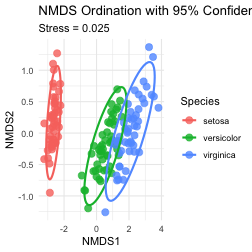 NMDS Ordination with 95% Confiden
Stress = 0.025
1.0
0.5
0.0
-0.5
-1.0
NMDS2
-2
0
2
4
NMDS1
Species
setosa
versicolor
virginica